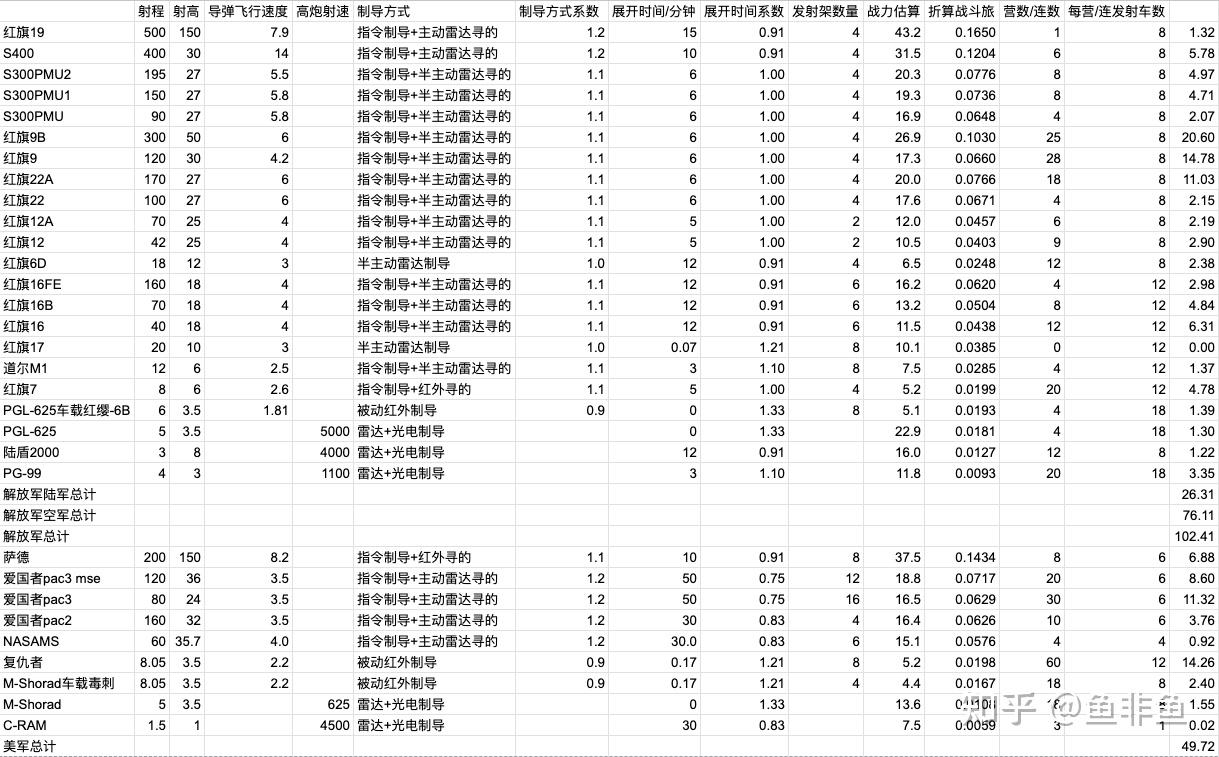 射程 射高 导弹飞行速度 高炮射速 制导方式 制导方式系数 展开时间/分钟 展开时间系数 发射架数量 战力估算 折算战斗旅 营数/连数 每营/连发射车数
红旗19 500 150 7.9 指令制导+主动雷达寻的 1.2 15 0.91 4 43.2 0.1650 1 8 1.32
S400 400 30 14 指令制导+主动雷达寻的 1.2 10 0.91 4 31.5 0.1204 6 8 5.78
S300PMU2 195 27 5.5 指令制导+半主动雷达寻的 1.1 6 1.00 4 20.3 0.0776 8 8 4.97
S300PMU1 150 27 5.8 指令制导+半主动雷达寻的 1.1 6 1.00 4 19.3 0.0736 8 8 4.71
S300PMU 90 27 5.8 指令制导+半主动雷达寻的 1.1 6 1.00 4 16.9 0.0648 4 8 2.07
红旗9B 300 50 6 指令制导+半主动雷达寻的 1.1 6 1.00 4 26.9 0.1030 25 8 20.60
红旗9 120 30 4.2 指令制导+半主动雷达寻的 1.1 6 1.00 4 17.3 0.0660 28 8 14.78
红旗22A 170 27 6 指令制导+半主动雷达寻的 1.1 6 1.00 4 20.0 0.0766 18 8 11.03
红旗22 100 27 6 指令制导+半主动雷达寻的 1.1 6 1.00 4 17.6 0.0671 4 8 2.15
红旗12A 70 25 4 指令制导+半主动雷达寻的 1.1 5 1.00 2 12.0 0.0457 6 8 2.19
红旗12 42 25 4 指令制导+半主动雷达寻的 1.1 5 1.00 2 10.5 0.0403 9 8 2.90
红旗6D 18 12 3 半主动雷达制导 1.0 12 0.91 4 6.5 0.0248 12 8 2.38
红旗16FE 160 18 4 指令制导+半主动雷达寻的 1.1 12 0.91 6 16.2 0.0620 4 12 2.98
红旗16B 70 18 4 指令制导+半主动雷达寻的 1.1 12 0.91 6 13.2 0.0504 8 12 4.84
红旗16 40 18 4 指令制导+半主动雷达寻的 1.1 12 0.91 6 11.5 0.0438 12 12 6.31
红旗17 20 10 3 半主动雷达制导 1.0 0.07 1.21 8 10.1 0.0385 0 12 0.00
道尔M1 12 6 2.5 指令制导+半主动雷达寻的 1.1 3 1.10 8 7.5 0.0285 4 12 1.37
红旗7 8 6 2.6 指令制导+红外寻的 1.1 5 1.00 4 5.2 0.0199 20 12 4.78
PGL-625车载红缨-6B 6 3.5 1.81 被动红外制导 0.9 0 1.33 8 5.1 0.0193 4 18 1.39
PGL-625 5 3.5 5000 雷达+光电制导 0 1.33 22.9 0.0181 4 18 1.30
陆盾2000 3 8 4000 雷达+光电制导 12 0.91 16.0 0.0127 12 8 1.22
PG-99 4 3 1100 雷达+光电制导 3 1.10 11.8 0.0093 20 18 3.35
解放军陆军总计 26.31
解放军空军总计 76.11
解放军总计 102.41
萨德 200 150 8.2 指令制导+红外寻的 1.1 10 0.91 8 37.5 0.1434 8 6 6.88
爱国者pac3 mse 120 36 3.5 指令制导+主动雷达寻的 1.2 50 0.75 12 18.8 0.0717 20 6 8.60
爱国者pac3 80 24 3.5 指令制导+主动雷达寻的 1.2 50 0.75 16 16.5 0.0629 30 6 11.32
爱国者pac2 160 32 3.5 指令制导+主动雷达寻的 1.2 30 0.83 4 16.4 0.0626 10 6 3.76
NASAMS 60 35.7 4.0 指令制导+主动雷达寻的 1.2 30.0 0.83 6 15.1 0.0576 4 4 0.92
复仇者 8.05 3.5 2.2 被动红外制导 0.9 0.17 1.21 8 5.2 0.0198 60 12 14.26
M-Shorad车载毒刺 8.05 3.5 2.2 被动红外制导 0.9 0.17 1.21 4 4.4 0.0167 18 8 2.40
M-Shorad 5 3.5 625 雷达+光电制导 0 1.33 13.6 0.0108 18 8 1.55
C-RAM 1.5 1 4500 雷达+光电制导 30 0.83 7.5 0.0059 3 1 0.02
美军总计 49.72
知乎 @鱼非鱼